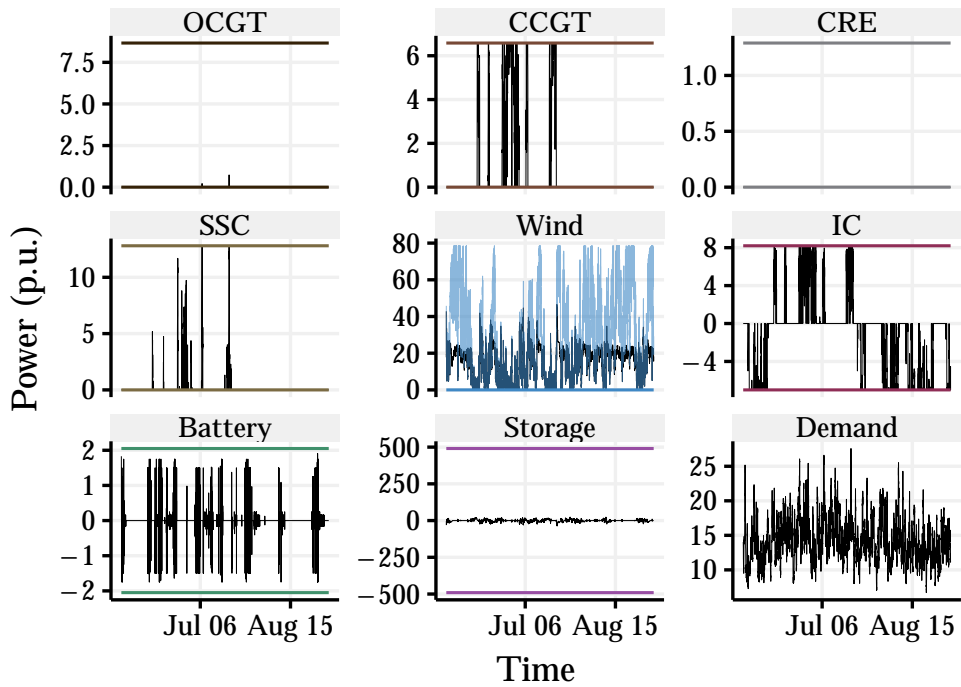 OCGT CCGT CRE
7.5 5.0 2.5 0.0
6 4 2 0
1.0 0.5 0.0
SSC Wind IC
10 5 0
80 60 40 20 0
8 4 0 −4
Battery Storage Demand
2 1 0 −1 −2
500 250 0 −250 −500
25 20 15 10
Jul 06 Aug 15 Jul 06 Aug 15 Jul 06 Aug 15
Power (p.u.)
Time